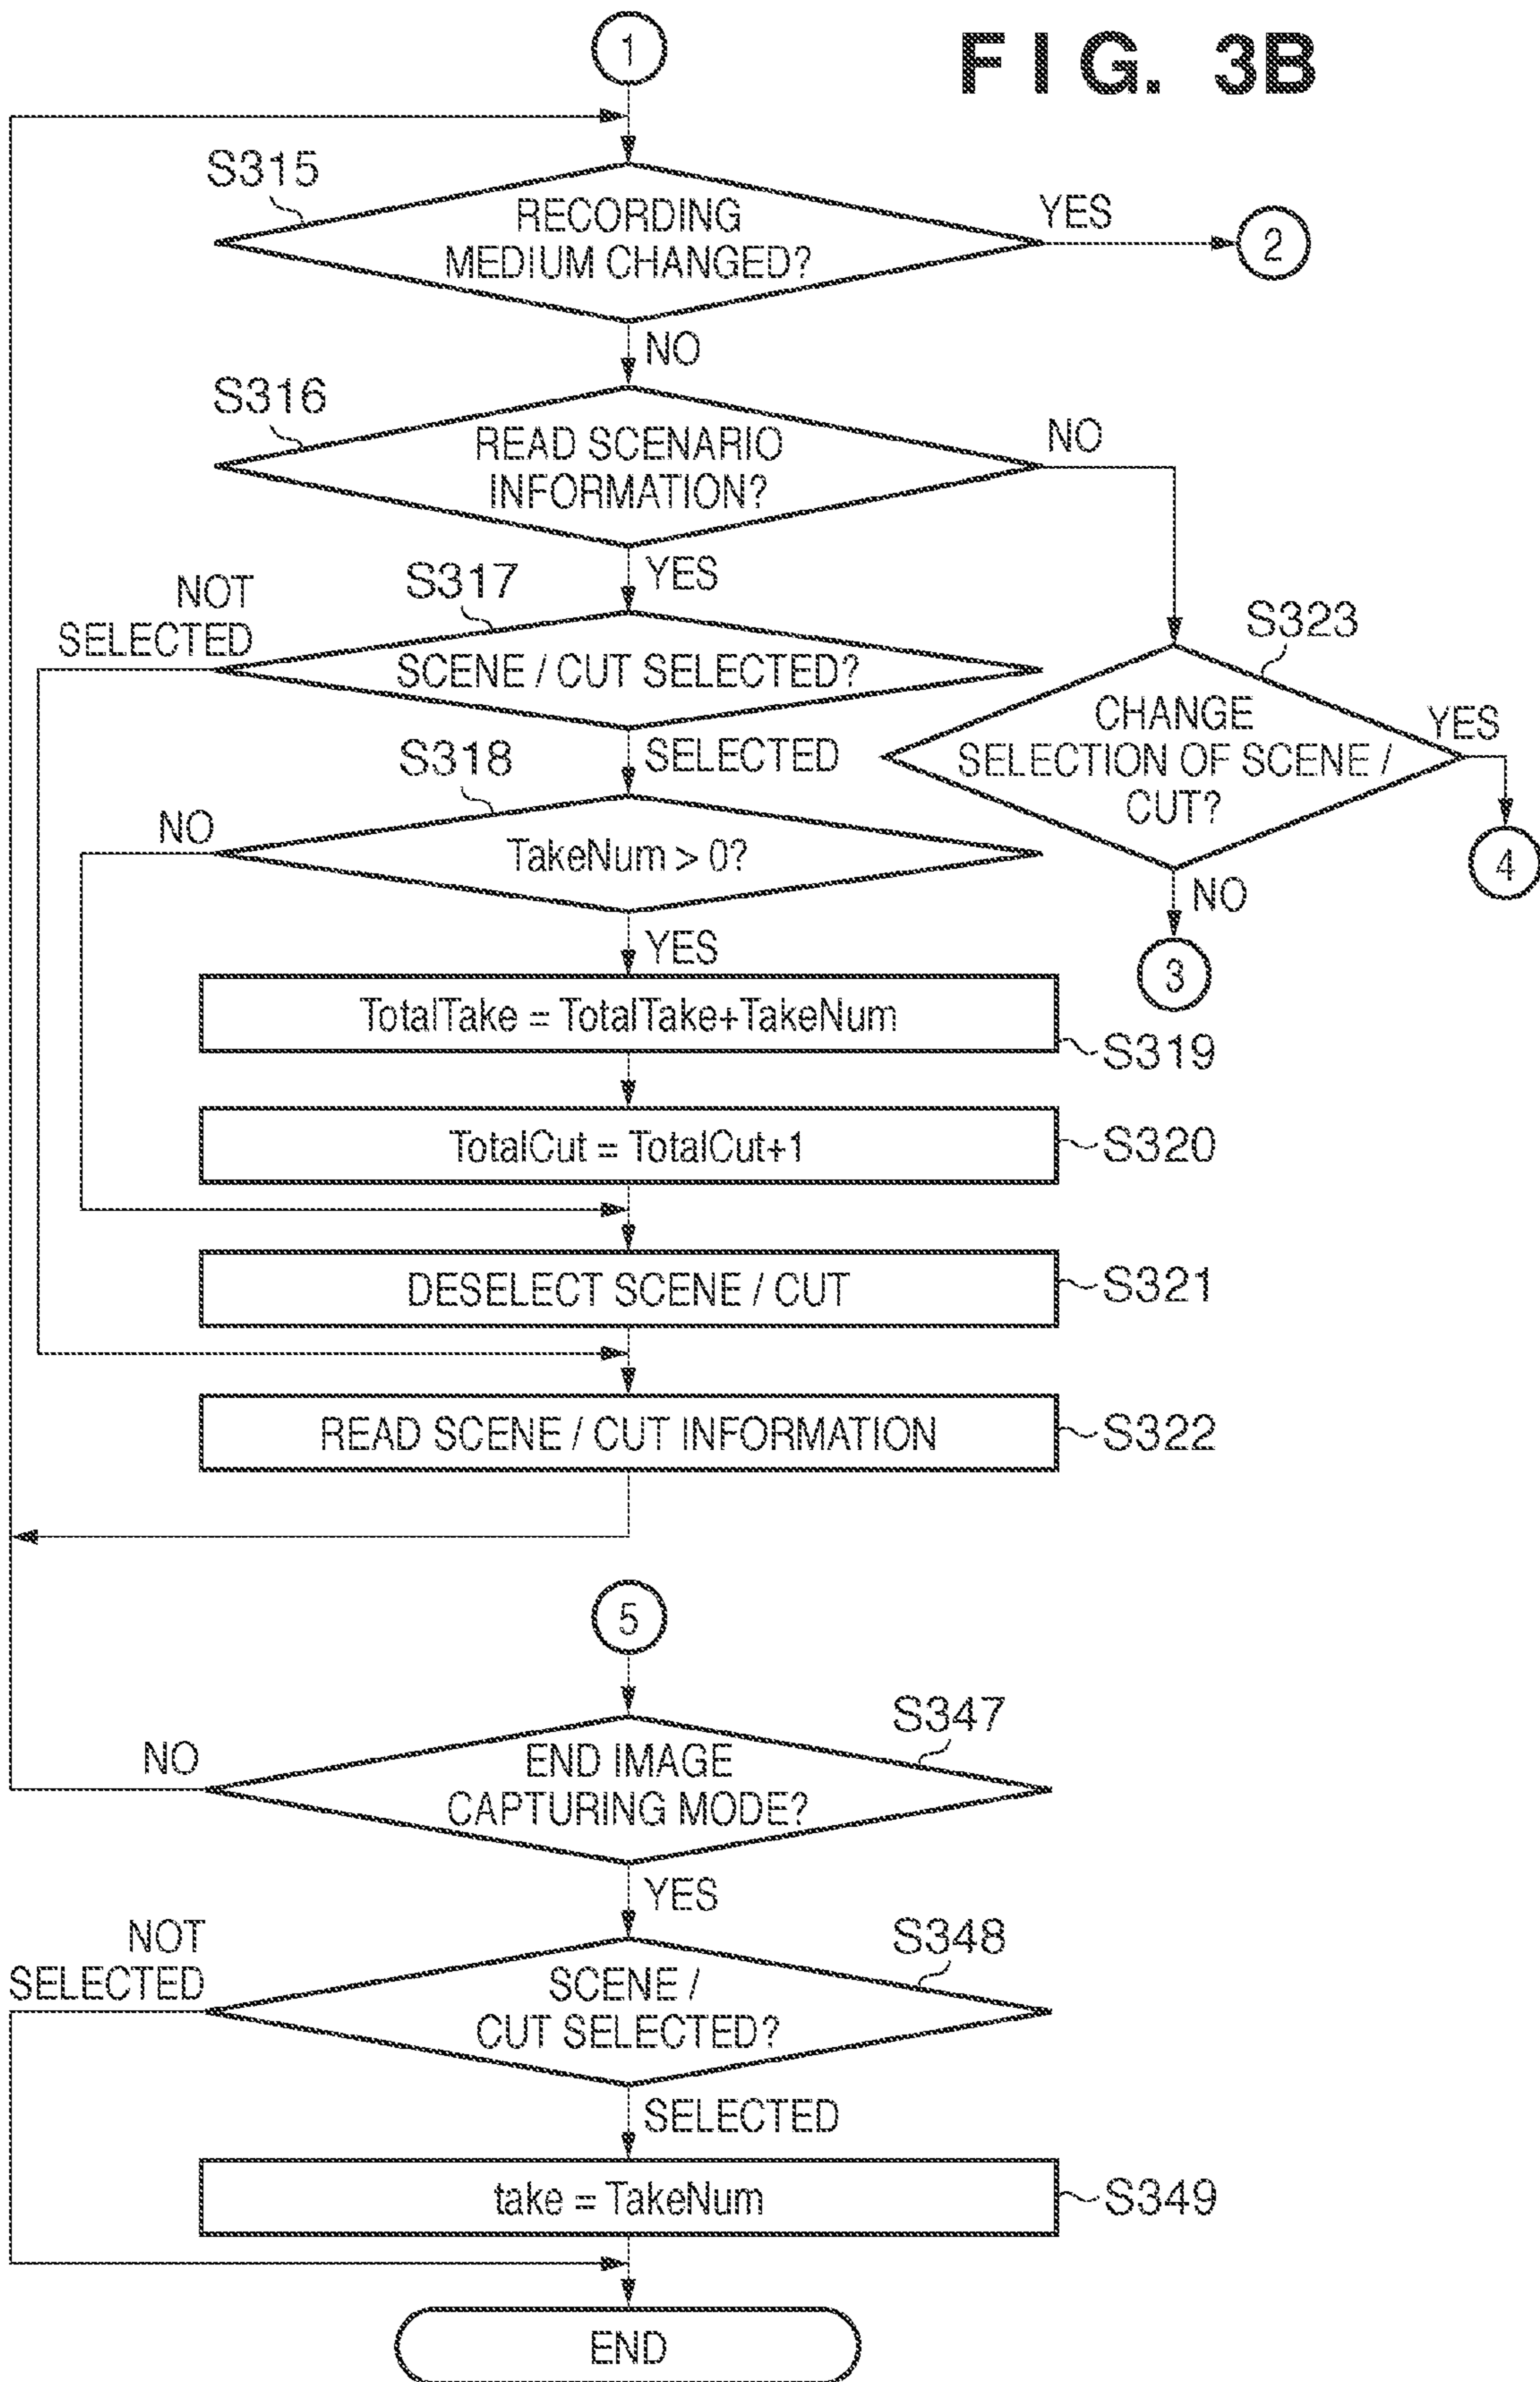 1
FIG. 3B
S315
RECORDING
MEDIUM CHANGED?
YES
2
NO
S316
READ SCENARIO
INFORMATION?
NO
YES
S317
NOT
SELECTED
SCENE / CUT SELECTED?
S323
CHANGE
SELECTION OF SCENE /
CUT?
YES
4
NO
3
SELECTED
S318
NO
TakeNum > 0?
YES
TotalTake = TotalTake+TakeNum
S319
TotalCut = TotalCut+1
S320
DESELECT SCENE / CUT
S321
READ SCENE / CUT INFORMATION
S322
5
S347
NO
END IMAGE
CAPTURING MODE?
YES
S348
NOT
SELECTED
SCENE /
CUT SELECTED?
SELECTED
take = TakeNum
S349
END